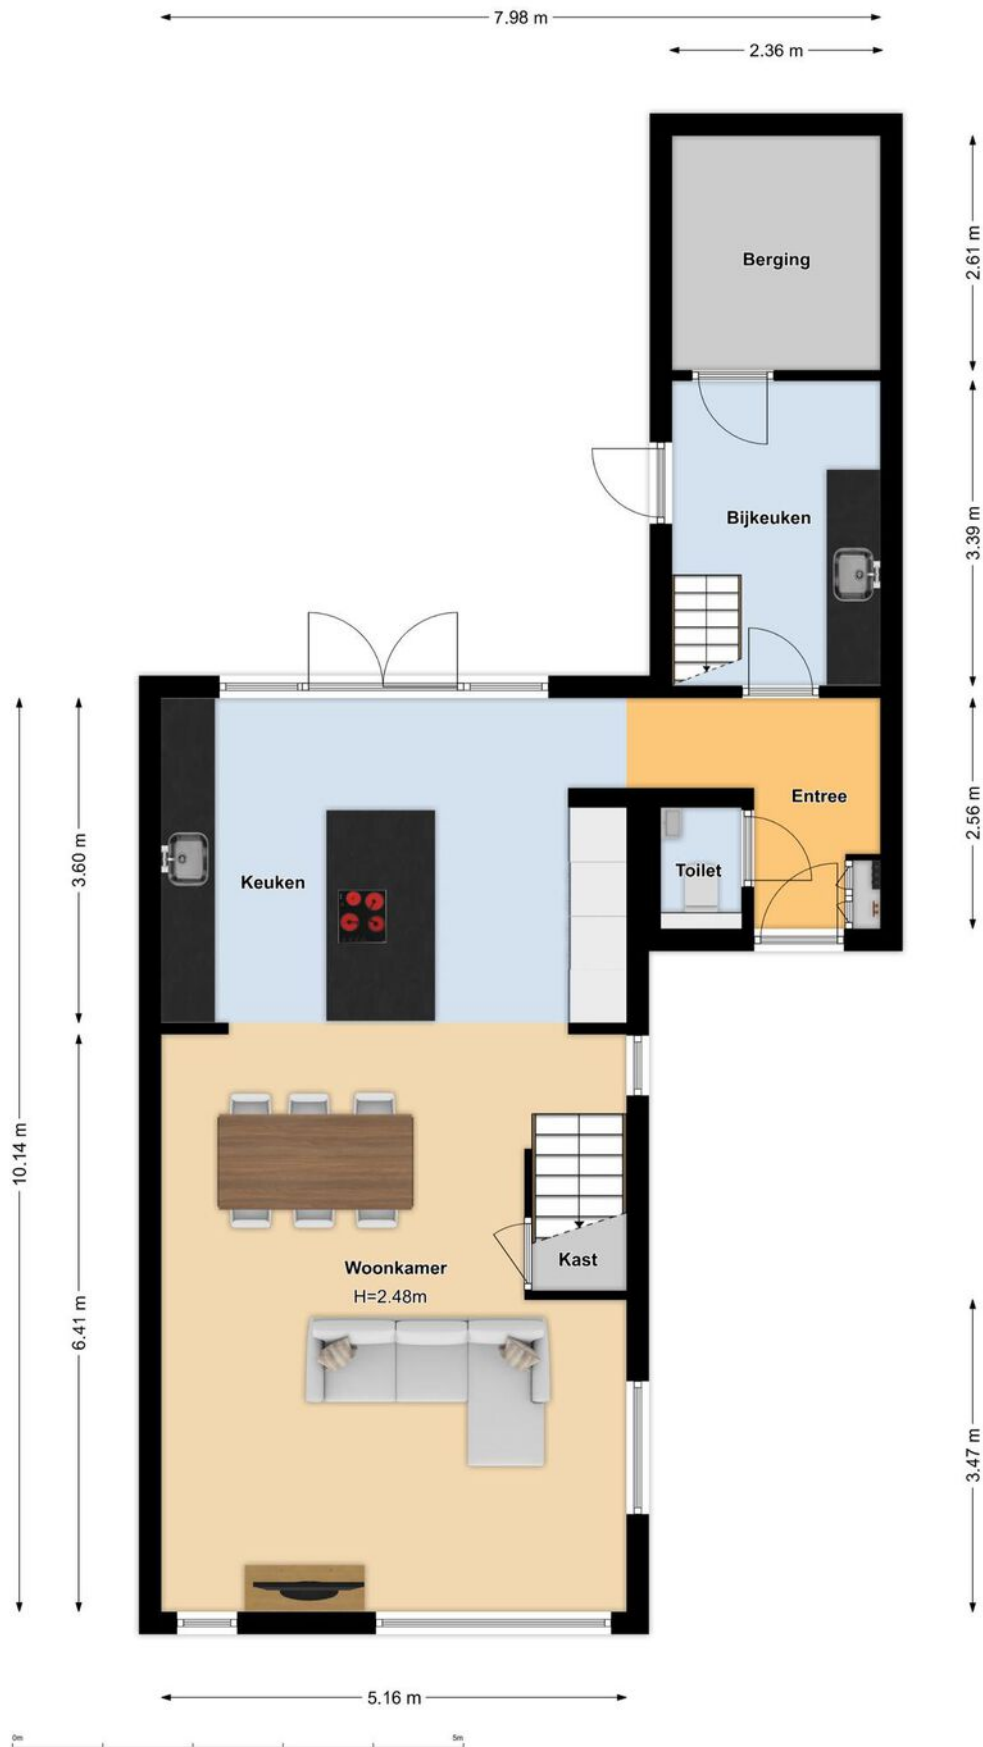 7.98 m
2.36 m
2.61 m
Berging
3.39 m
Bijkeuken
2.56 m
Entree
3.60 m
Keuken
Toilet
10.14 m
6.41 m
Woonkamer
H=2.48m
Kast
3.47 m
5.16 m
0m
5m